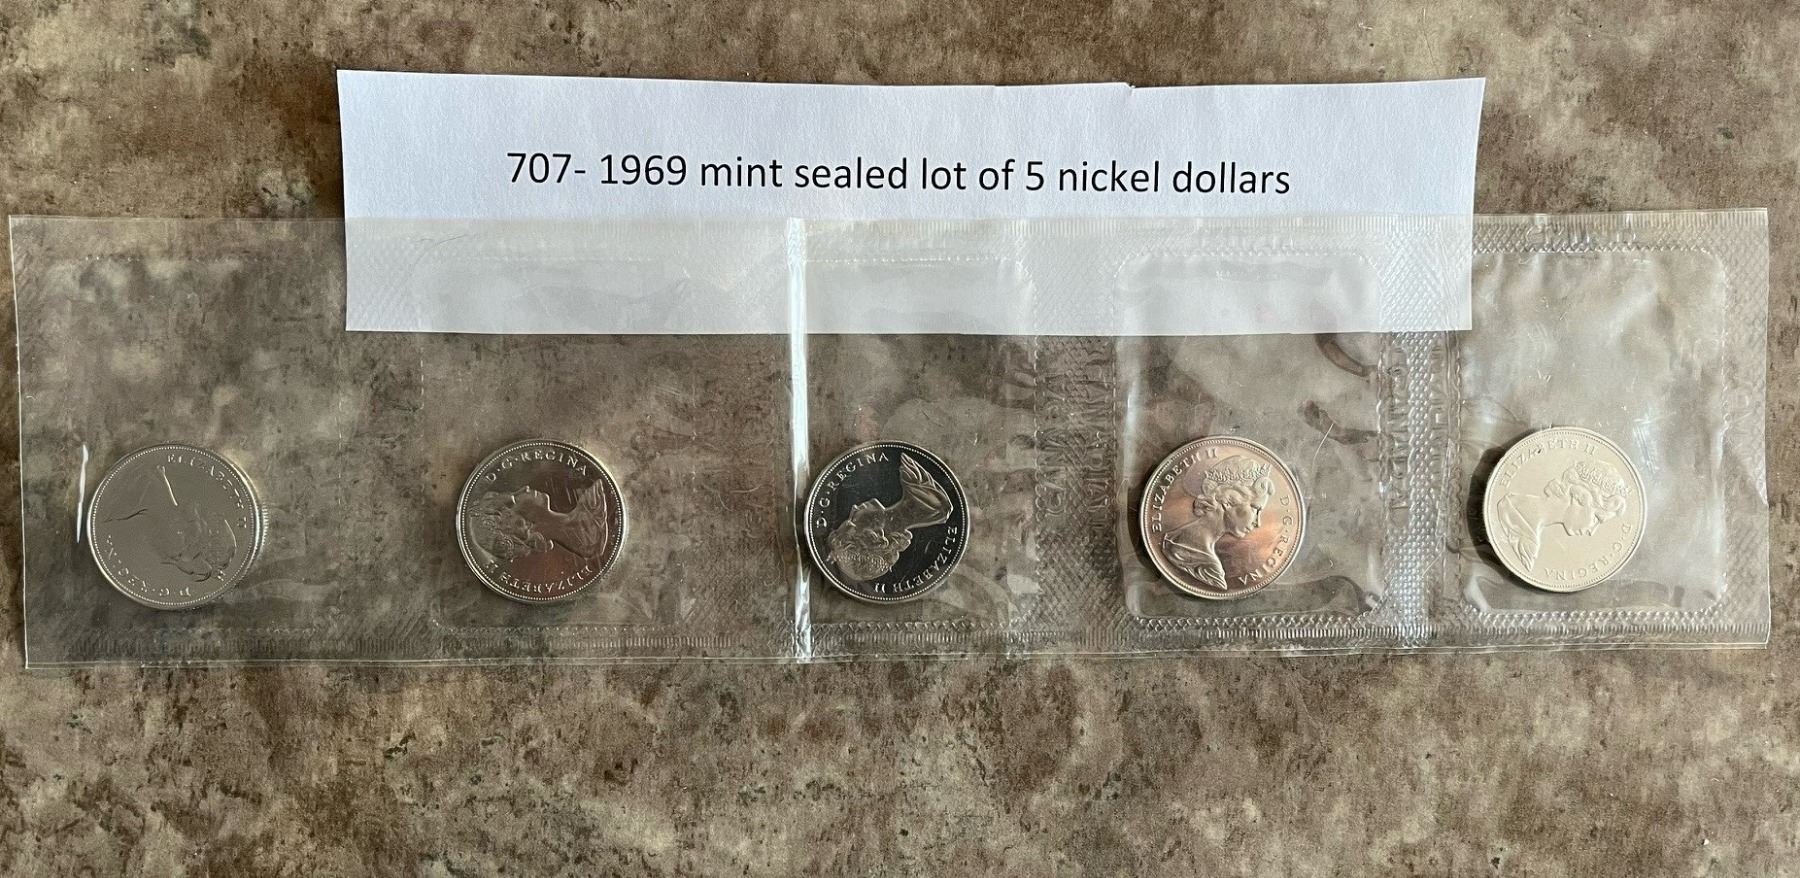 707- 1969 mint sealed lot of 5 nickel dollars
ELIZABETH II D·G·REGINA
ELIZABETH II D·G·REGINA
ELIZABETH II D·G·REGINA
ELIZABETH II D·G·REGINA
ELIZABETH II D·G·REGINA